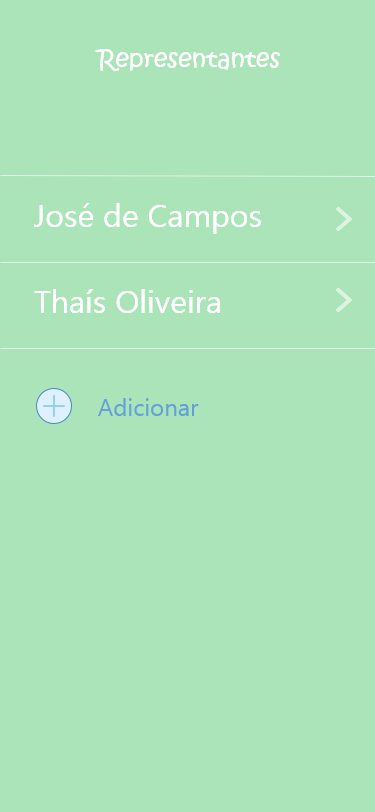 Representantes
José de Campos
Thaís Oliveira
Adicionar